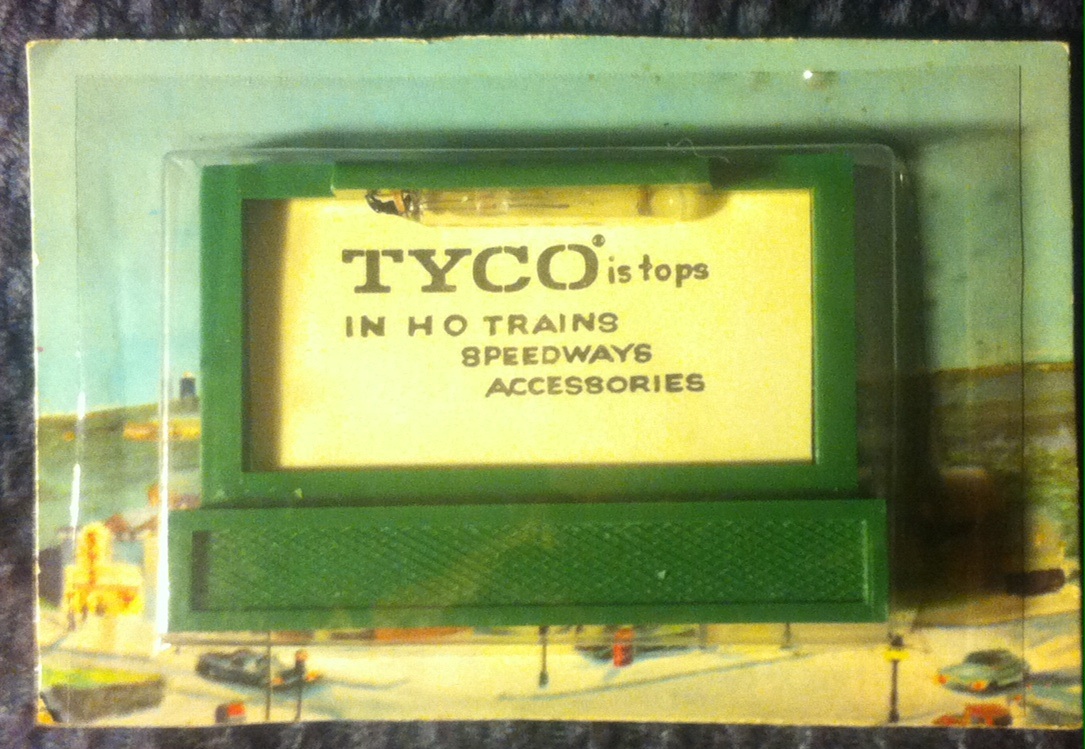 TYCO® is tops
IN HO TRAINS
SPEEDWAYS
ACCESSORIES